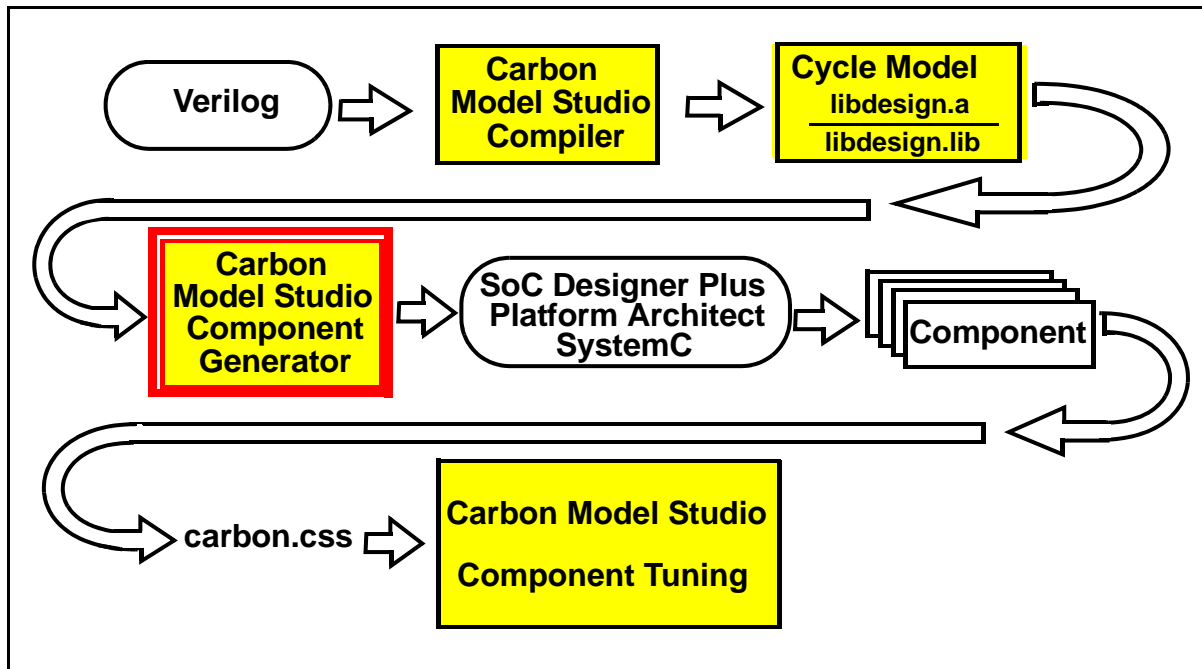 Verilog
Carbon
Model Studio
Compiler
Cycle Model
libdesign.a
libdesign.lib
Carbon
Model Studio
Component
Generator
SoC Designer Plus
Platform Architect
SystemC
Component
carbon.css
Carbon Model Studio
Component Tuning